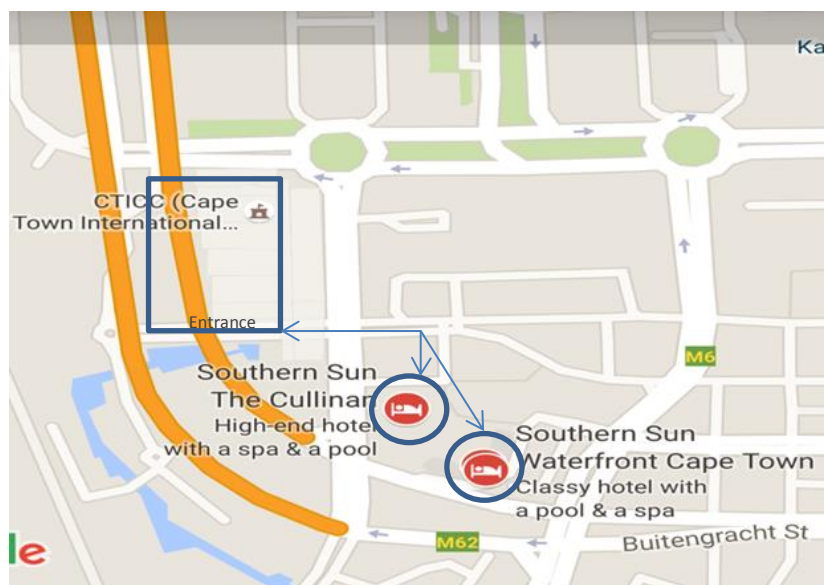 Ka
CTICC (Cape
Town International...
Entrance
M6
Southern Sun
The Cullinan
High-end hotel
with a spa & a pool
Southern Sun
Waterfront Cape Town
Classy hotel with
a pool & a spa
M62
Buitengracht St
le